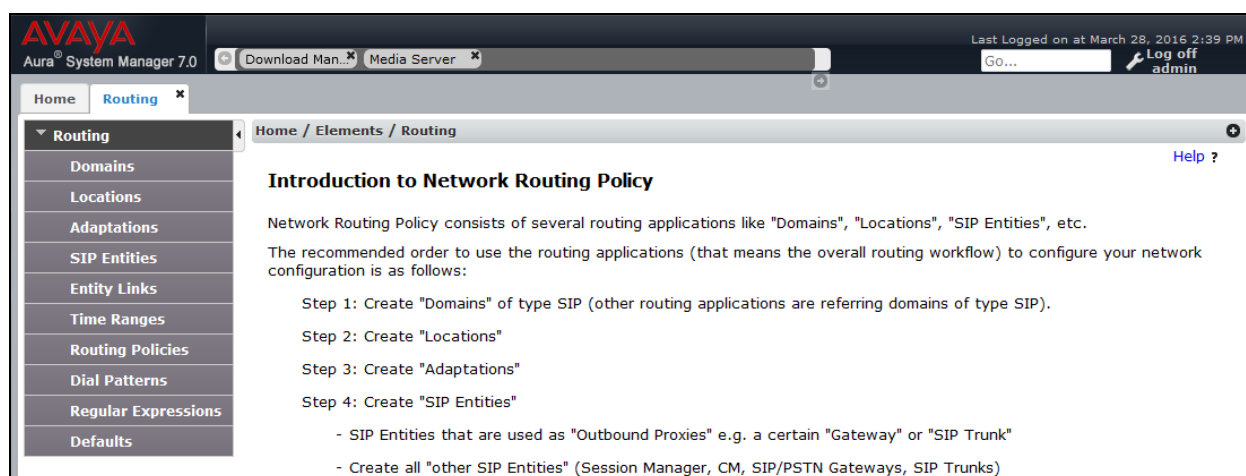 AVAYA
Aura® System Manager 7.0
Download Man...
Media Server
Last Logged on at March 28, 2016 2:39 PM
Go...
Log off
admin
Home
Routing
Routing
Domains
Locations
Adaptations
SIP Entities
Entity Links
Time Ranges
Routing Policies
Dial Patterns
Regular Expressions
Defaults
Home / Elements / Routing
Help ?
Introduction to Network Routing Policy
Network Routing Policy consists of several routing applications like "Domains", "Locations", "SIP Entities", etc.
The recommended order to use the routing applications (that means the overall routing workflow) to configure your network
configuration is as follows:
Step 1: Create "Domains" of type SIP (other routing applications are referring domains of type SIP).
Step 2: Create "Locations"
Step 3: Create "Adaptations"
Step 4: Create "SIP Entities"
- SIP Entities that are used as "Outbound Proxies" e.g. a certain "Gateway" or "SIP Trunk"
- Create all "other SIP Entities" (Session Manager, CM, SIP/PSTN Gateways, SIP Trunks)